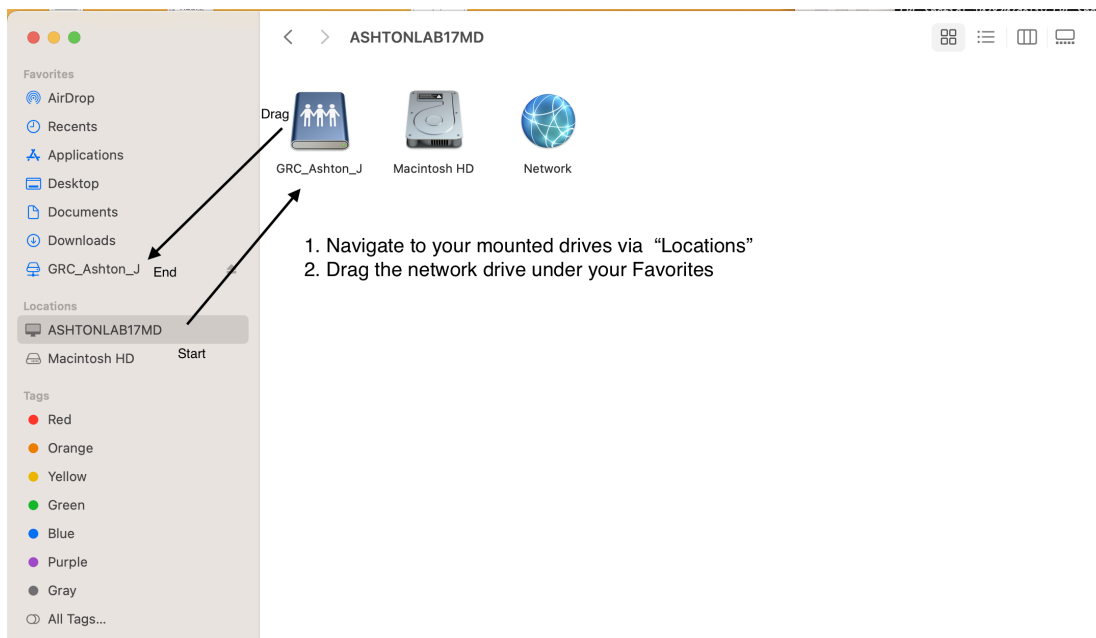 ASHTONLAB17MD
Favorites
AirDrop
Recents
Applications
Desktop
Documents
Downloads
GRC_Ashton_J
End
Locations
ASHTONLAB17MD
Start
Macintosh HD
Tags
Red
Orange
Yellow
Green
Blue
Purple
Gray
All Tags...
Drag
GRC_Ashton_J
Macintosh HD
Network
1. Navigate to your mounted drives via “Locations”
2. Drag the network drive under your Favorites